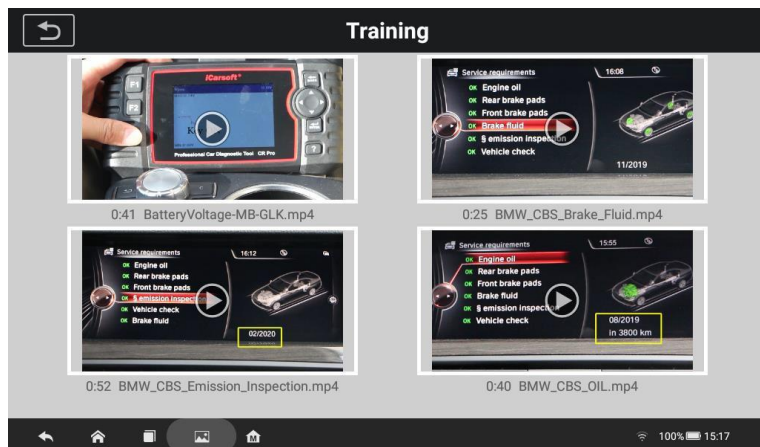 Training
iCarsoft®
F1
F2
?
Professional Car Diagnostic Tool CR Pro
0:41 BatteryVoltage-MB-GLK.mp4
Service requirements
16:08
OK Engine oil
OK Rear brake pads
OK Front brake pads
OK Brake fluid
OK § emission inspection
OK Vehicle check
11/2019
0:25 BMW_CBS_Brake_Fluid.mp4
Service requirements
16:12
OK Engine oil
OK Rear brake pads
OK Front brake pads
OK § emission inspection
OK Vehicle check
OK Brake fluid
02/2020
0:52 BMW_CBS_Emission_Inspection.mp4
Service requirements
15:55
OK Engine oil
OK Rear brake pads
OK Front brake pads
OK Brake fluid
OK § emission inspection
OK Vehicle check
08/2019
in 3800 km
0:40 BMW_CBS_OIL.mp4
M
100% 15:17